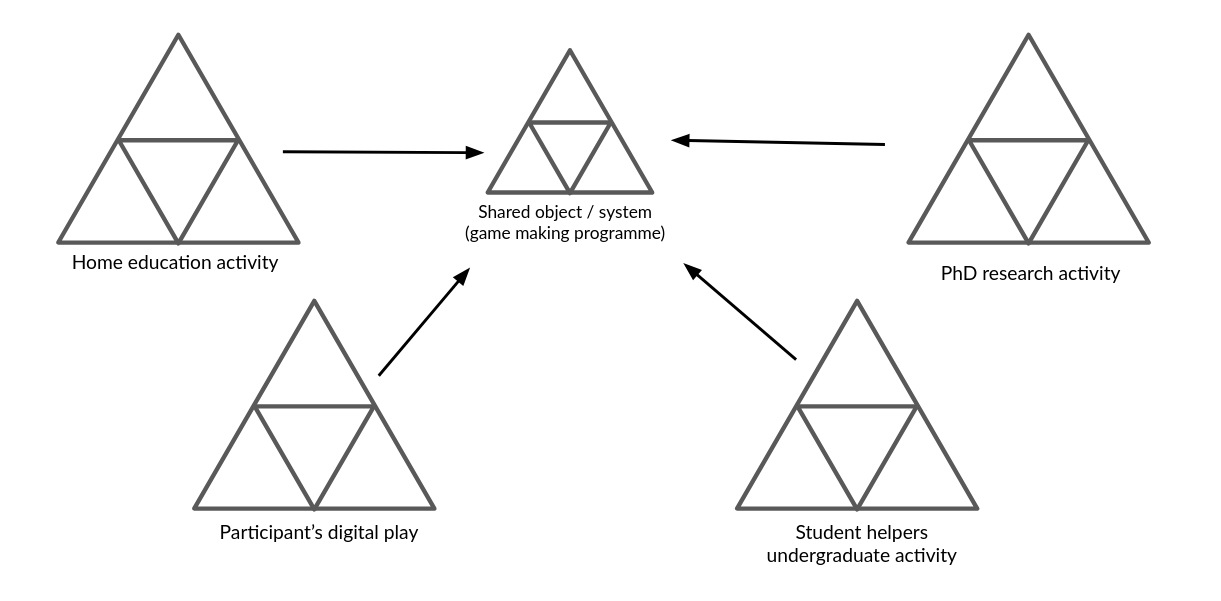 Shared object / system
(game making programme)
Home education activity
PhD research activity
Participant’s digital play
Student helpers
undergraduate activity